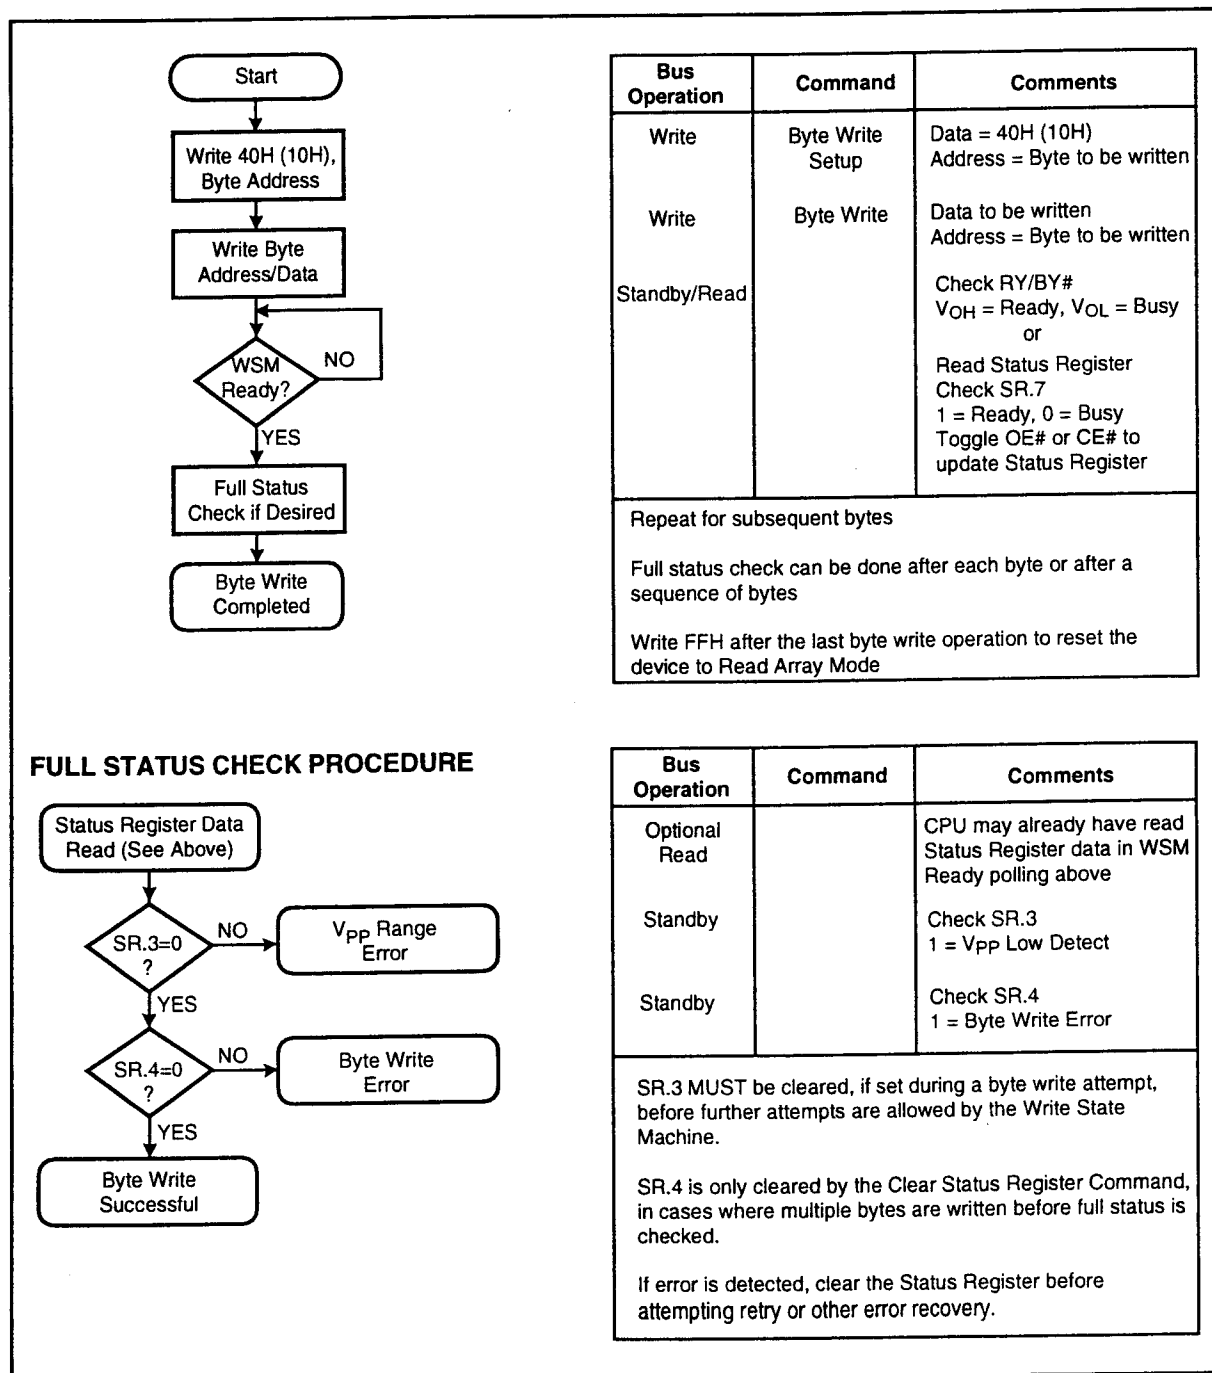 Start
Write 40H (10H),
Byte Address
Write Byte
Address/Data
WSM
Ready?
NO
YES
Full Status
Check if Desired
Byte Write
Completed
Bus
Operation
Command
Comments
Write
Byte Write
Setup
Data = 40H (10H)
Address = Byte to be written
Write
Byte Write
Data to be written
Address = Byte to be written
Standby/Read
Check RY/BY#
VOH = Ready, VOL = Busy
or
Read Status Register
Check SR.7
1 = Ready, 0 = Busy
Toggle OE# or CE# to
update Status Register
Repeat for subsequent bytes
Full status check can be done after each byte or after a
sequence of bytes
Write FFH after the last byte write operation to reset the
device to Read Array Mode
FULL STATUS CHECK PROCEDURE
Status Register Data
Read (See Above)
SR.3=0
?
NO
VPP Range
Error
YES
SR.4=0
?
NO
Byte Write
Error
YES
Byte Write
Successful
Bus
Operation
Command
Comments
Optional
Read
CPU may already have read
Status Register data in WSM
Ready polling above
Standby
Check SR.3
1 = VPP Low Detect
Standby
Check SR.4
1 = Byte Write Error
SR.3 MUST be cleared, if set during a byte write attempt,
before further attempts are allowed by the Write State
Machine.
SR.4 is only cleared by the Clear Status Register Command,
in cases where multiple bytes are written before full status is
checked.
If error is detected, clear the Status Register before
attempting retry or other error recovery.